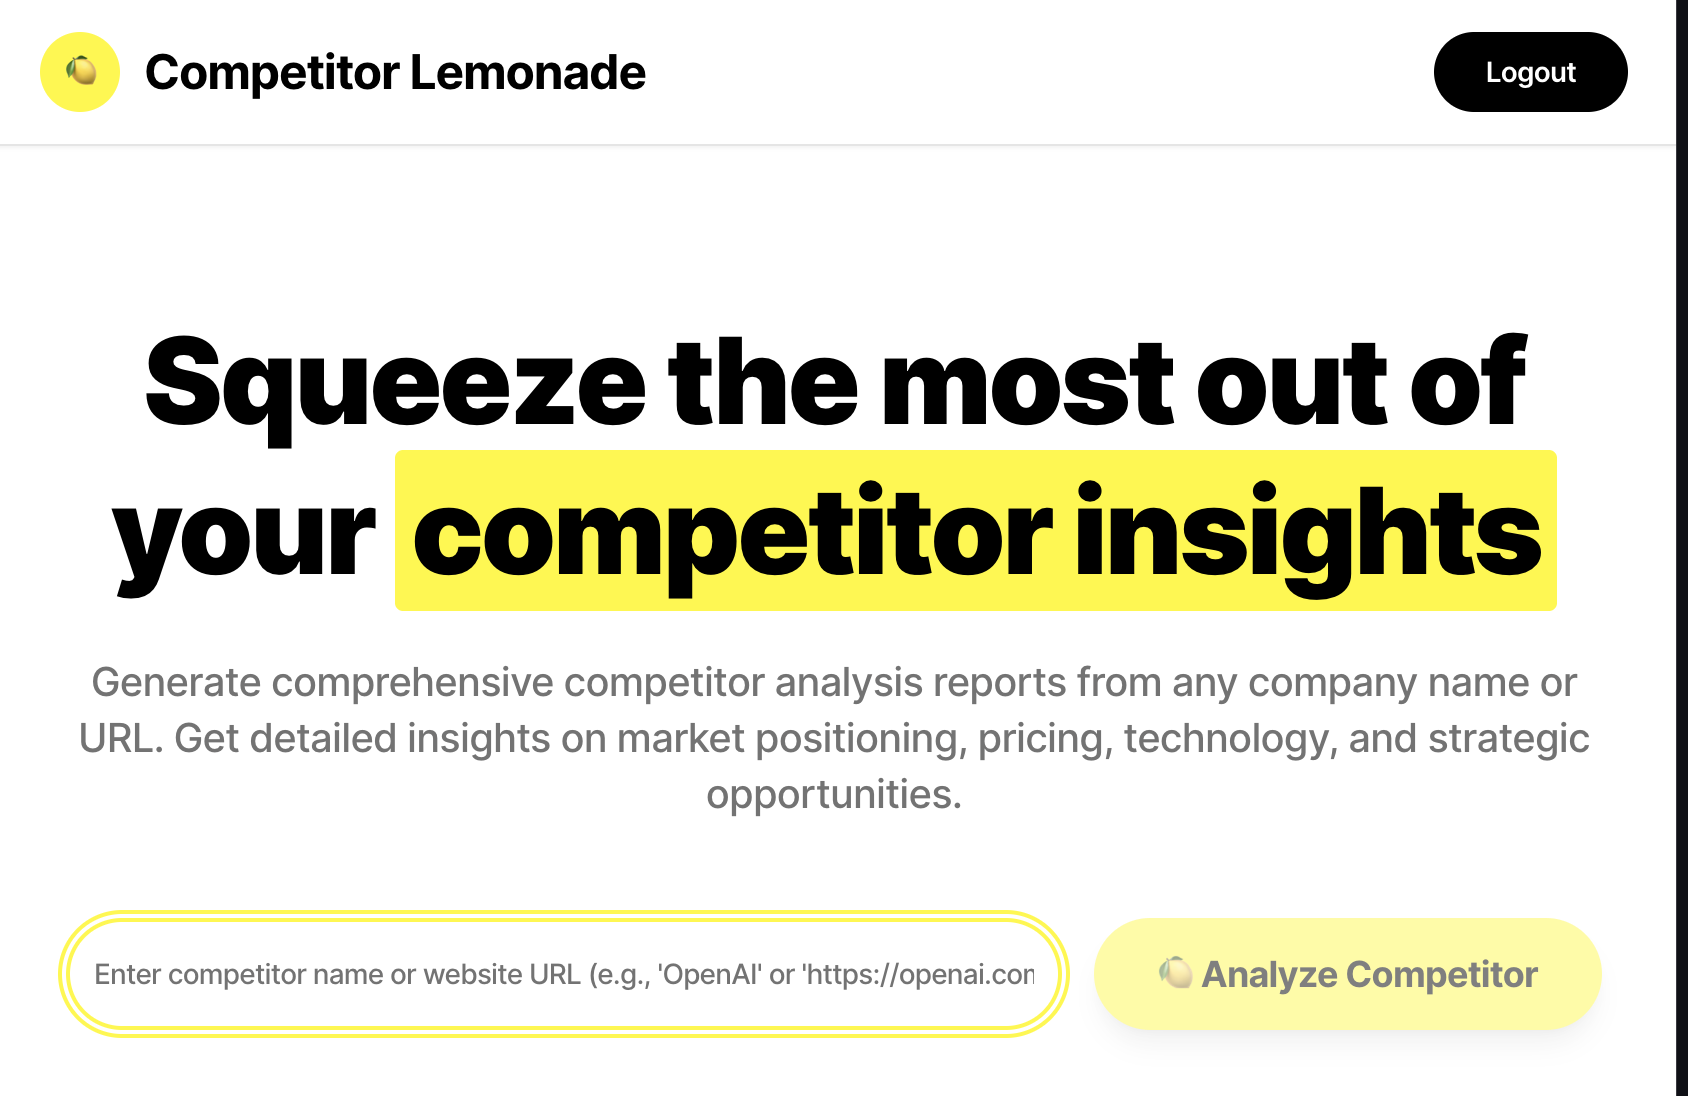 Competitor Lemonade
Logout
Squeeze the most out of
your competitor insights
Generate comprehensive competitor analysis reports from any company name or
URL. Get detailed insights on market positioning, pricing, technology, and strategic
opportunities.
Enter competitor name or website URL (e.g., 'OpenAI' or 'https://openai.con
Analyze Competitor